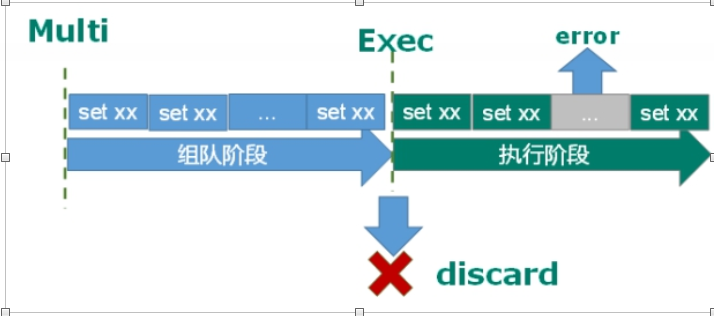 Multi
Exec
error
set xx set xx ... set xx set xx set xx ... set xx
组队阶段 执行阶段
discard